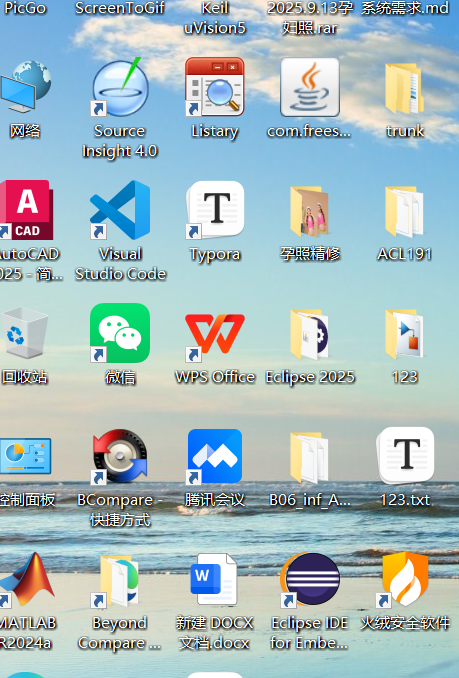 PicGo
ScreenToGif
Keil
uVision5
2025.9.13孕
妇照.rar
系统需求.md
网络
Source
Insight 4.0
Listary
com.frees...
trunk
A
CAD
AutoCAD
2025 - 简...
Visual
Studio Code
T
Typora
孕照精修
ACL191
回收站
微信
W
WPS Office
Eclipse 2025
123
控制面板
BCompare -
快捷方式
腾讯会议
B06_inf_A...
T
123.txt
MATLAB
R2024a
Beyond
Compare ...
W
新建 DOCX
文档.docx
Eclipse IDE
for Embe...
火绒安全软件